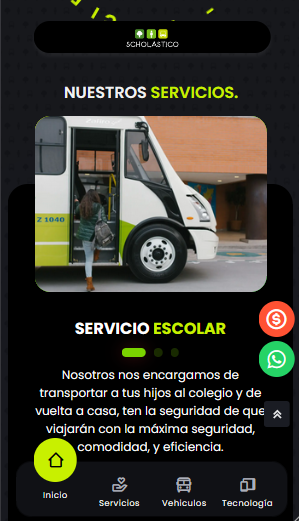 SCHOLASTICO
NUESTROS SERVICIOS.
Z 1040
SERVICIO ESCOLAR
Nosotros nos encargamos de
transportar a tus hijos al colegio y de
vuelta a casa, ten la seguridad de que
viajarán con la máxima seguridad,
comodidad, y eficiencia.
Inicio
Servicios
Vehiculos
Tecnología